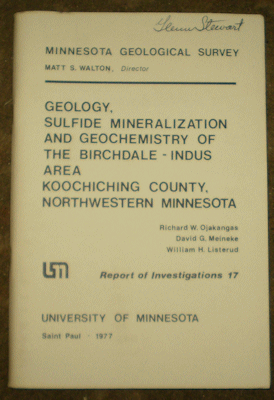 Glenn Stewart
MINNESOTA GEOLOGICAL SURVEY
MATT S. WALTON, Director
GEOLOGY,
SULFIDE MINERALIZATION
AND GEOCHEMISTRY OF
THE BIRCHDALE - INDUS
AREA
KOOCHICHING COUNTY,
NORTHWESTERN MINNESOTA
Richard W. Ojakangas
David G. Meineke
William H. Listerud
Report of Investigations 17
UNIVERSITY OF MINNESOTA
Saint Paul - 1977